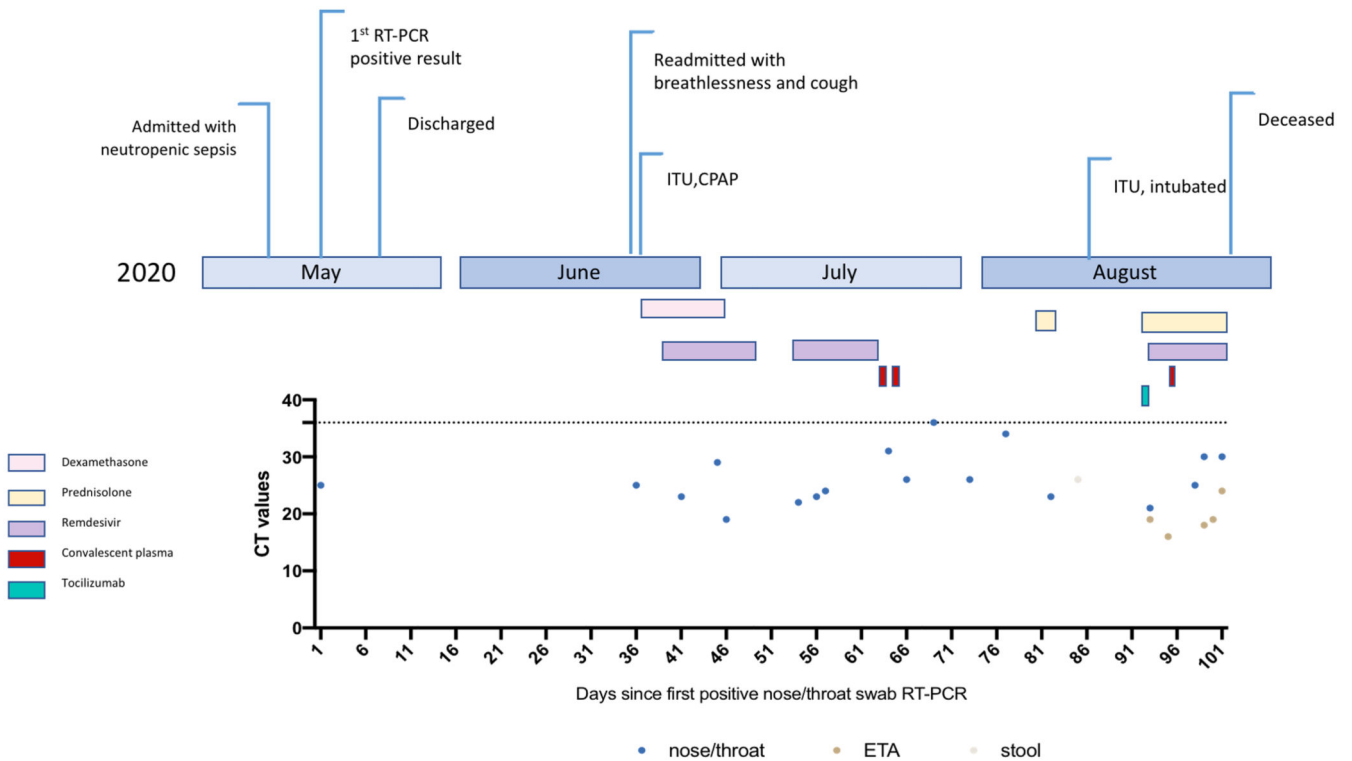 1st RT-PCR
positive result
Readmitted with
breathlessness and cough
Admitted with
neutropenic sepsis
Discharged
Deceased
ITU,CPAP
ITU, intubated
2020
May
June
July
August
Dexamethasone
Prednisolone
Remdesivir
Convalescent plasma
Tocilizumab
CT values
40
30
20
10
0
1 6 11 16 21 26 31 36 41 46 51 56 61 66 71 76 81 86 91 96 101
Days since first positive nose/throat swab RT-PCR
nose/throat ETA stool